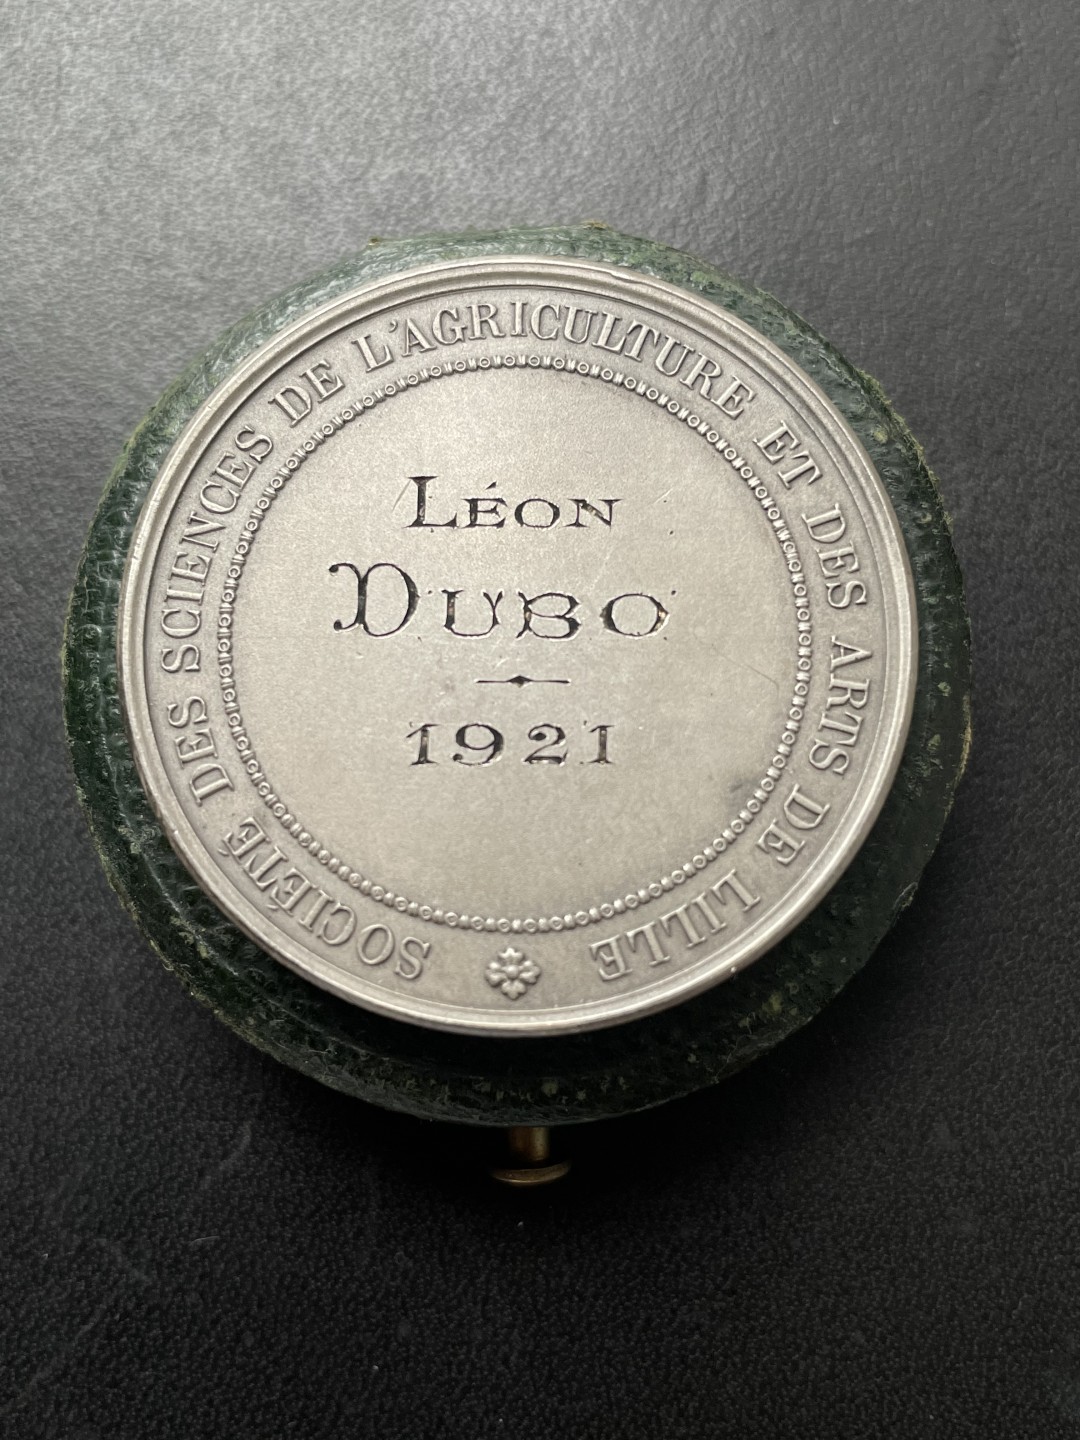 SOCIÉTÉ DES SCIENCES DE L'AGRICULTURE ET DES ARTS DE LILLE
LÉON
DUBO
1921